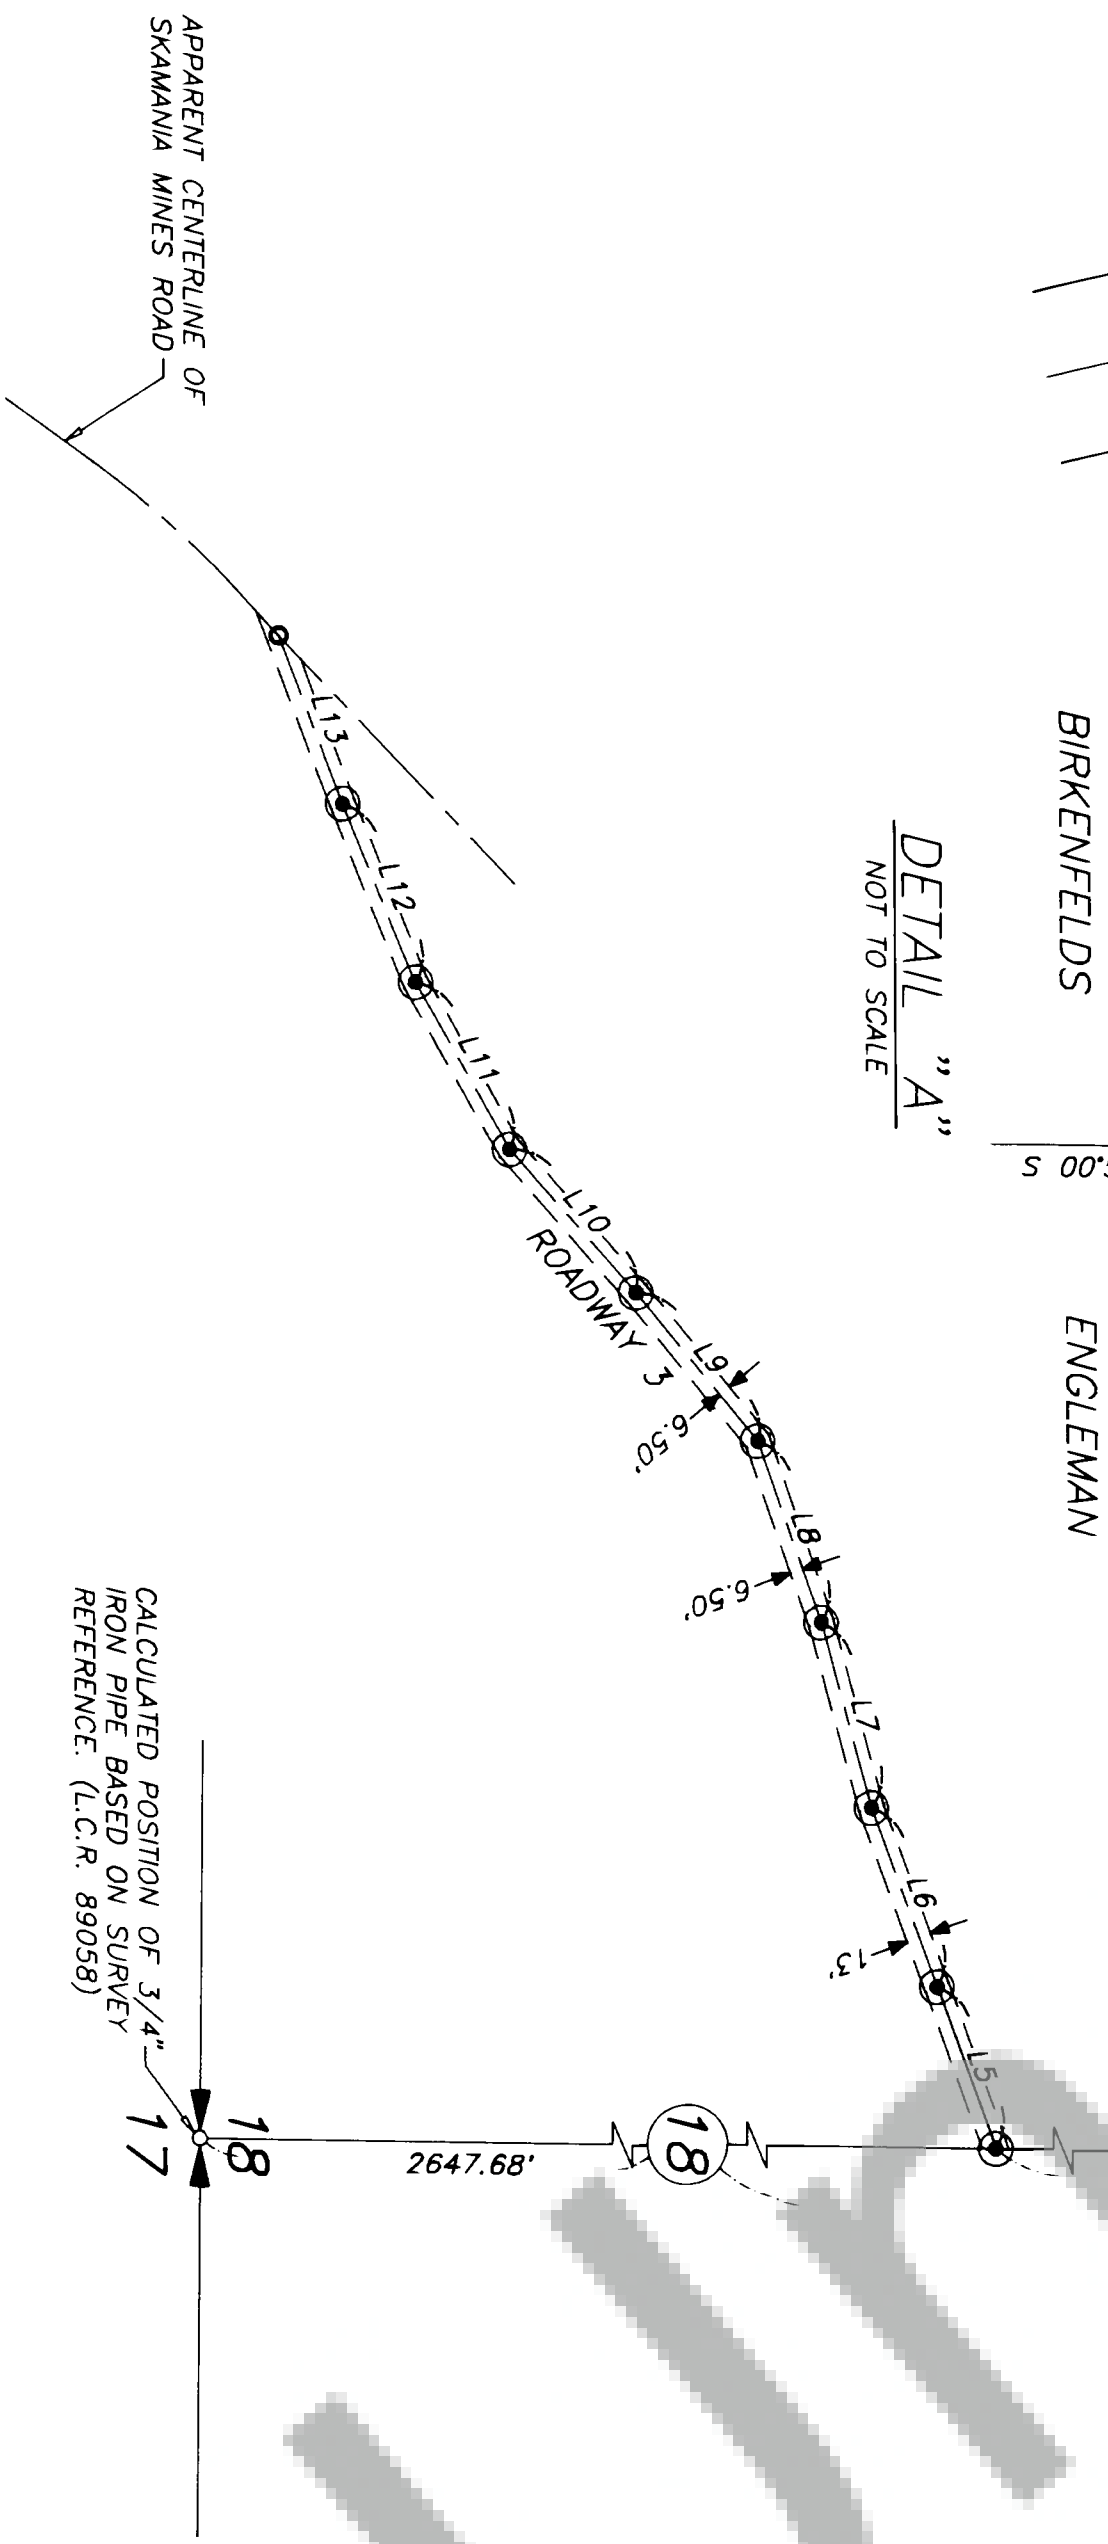 APPARENT CENTERLINE OF
SKAMANIA MINES ROAD
BIRKENFELDS
DETAIL "A"
NOT TO SCALE
ENGLEMAN
L13
L12
L11
L10
ROADWAY 3
L9
6.50'
L8
6.50'
L7
L6
13'
L5
CALCULATED POSITION OF 3/4"
IRON PIPE BASED ON SURVEY
REFERENCE. (L.C.R. 89058)
18
17
2647.68'
18